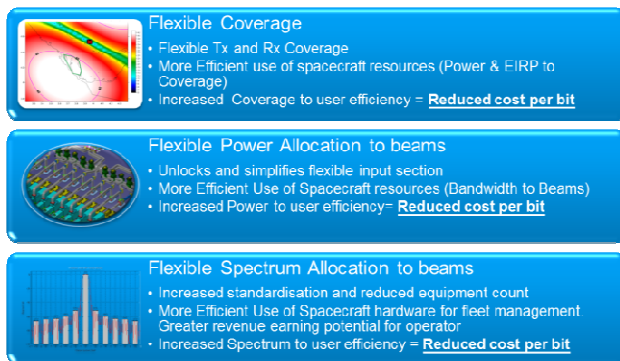 Flexible Coverage
• Flexible Tx and Rx Coverage
• More Efficient use of spacecraft resources (Power & EIRP to
Coverage)
• Increased Coverage to user efficiency = Reduced cost per bit
Flexible Power Allocation to beams
• Unlocks and simplifies flexible input section
• More Efficient Use of Spacecraft resources (Bandwidth to Beams)
• Increased Power to user efficiency= Reduced cost per bit
Flexible Spectrum Allocation to beams
• Increased standardisation and reduced equipment count
• More Efficient Use of Spacecraft hardware for fleet management.
Greater revenue earning potential for operator
• Increased Spectrum to user efficiency = Reduced cost per bit